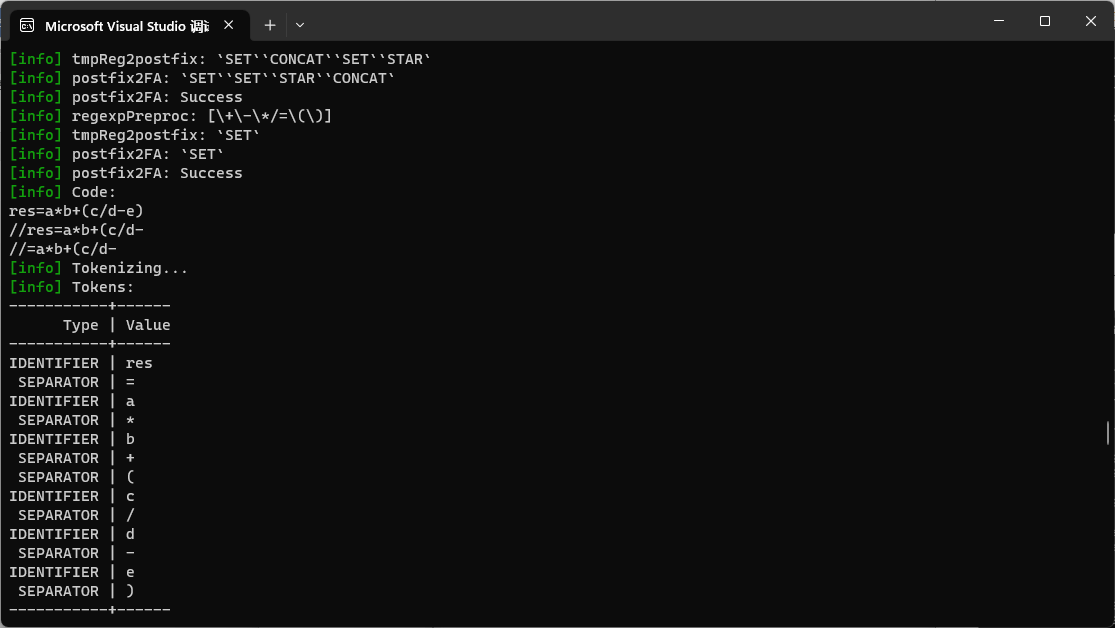 Microsoft Visual Studio
[info] tmpReg2postfix: `SET``CONCAT``SET``STAR`
[info] postfix2FA: `SET``SET``STAR``CONCAT`
[info] postfix2FA: Success
[info] regexpPreproc: [\+\-\*/=\(\)]
[info] tmpReg2postfix: `SET`
[info] postfix2FA: `SET`
[info] postfix2FA: Success
[info] Code:
res=a*b+(c/d-e)
//res=a*b+(c/d-
//=a*b+(c/d-
[info] Tokenizing...
[info] Tokens:
-----------+------
      Type | Value
-----------+------
IDENTIFIER | res
 SEPARATOR | =
IDENTIFIER | a
 SEPARATOR | *
IDENTIFIER | b
 SEPARATOR | +
 SEPARATOR | (
IDENTIFIER | c
 SEPARATOR | /
IDENTIFIER | d
 SEPARATOR | -
IDENTIFIER | e
 SEPARATOR | )
-----------+------